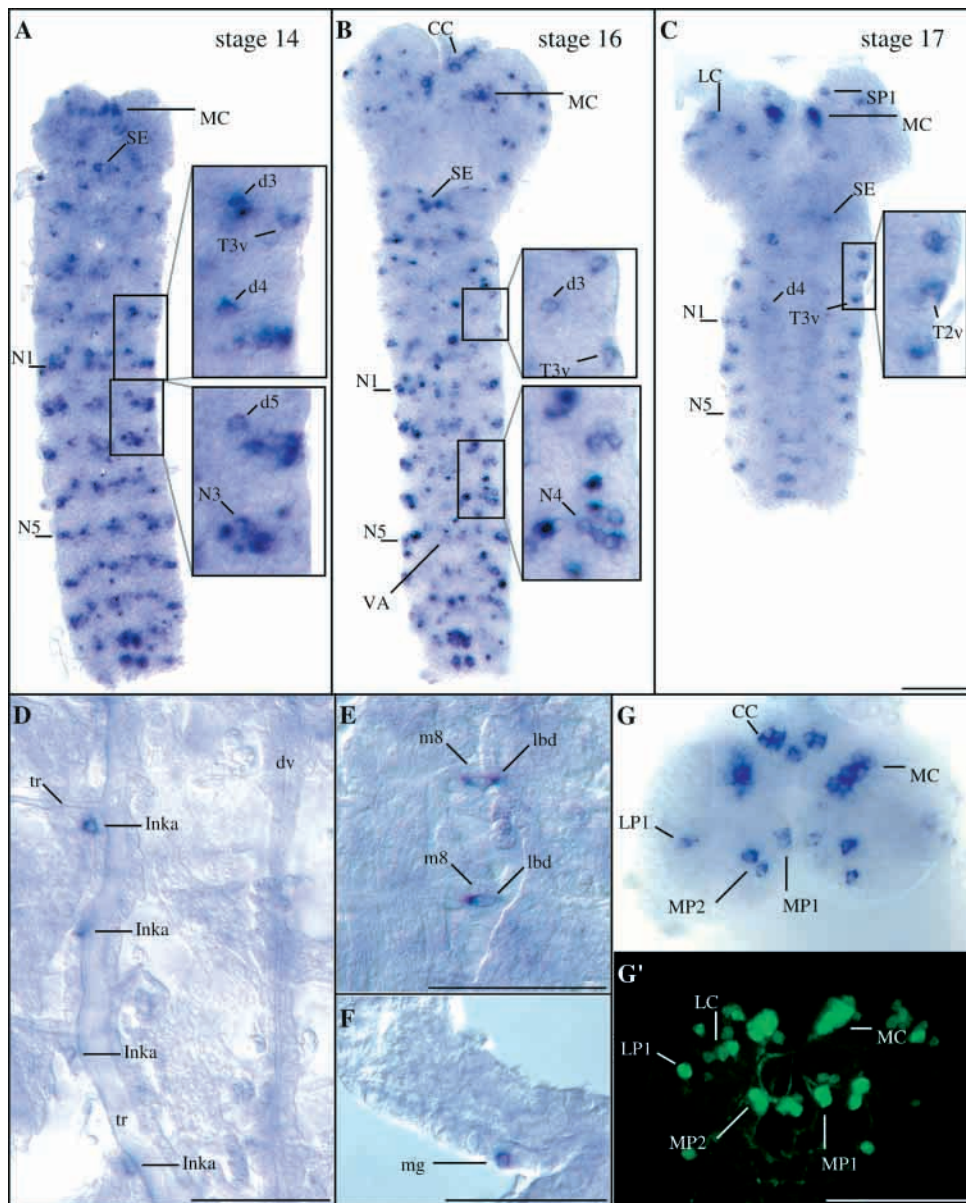 A
stage 14
MC
SE
d3
T3v
d4
N1
d5
N3
N5
B
stage 16
CC
MC
SE
d3
T3v
N1
N4
N5
VA
C
stage 17
LC
SP1
MC
SE
d4
T3v
N1
T2v
N5
D
tr
dv
Inka
Inka
Inka
tr
Inka
E
m8
lbd
m8
lbd
F
mg
G
CC
MC
LP1
MP2
MP1
G'
LC
MC
LP1
MP2
MP1